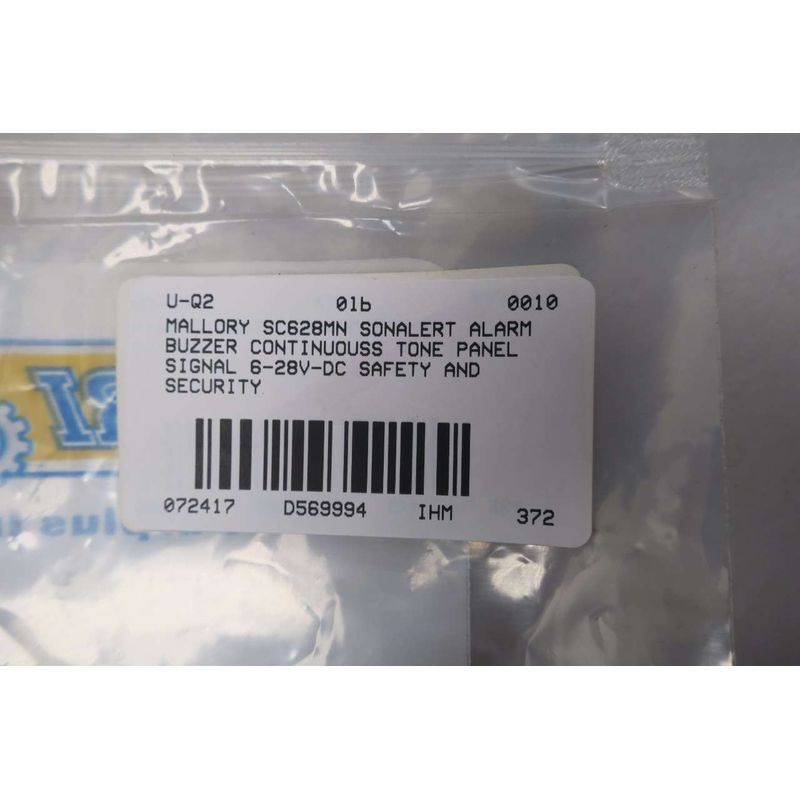 U-Q2 01b 0010
MALLORY SC628MN SONALERT ALARM
BUZZER CONTINUOUSS TONE PANEL
SIGNAL 6-28V-DC SAFETY AND
SECURITY
072417 D569994 IHM 372